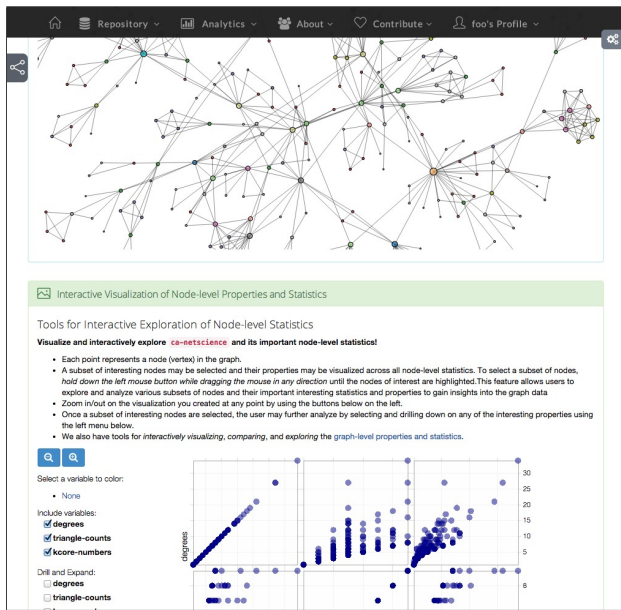 Repository Analytics About Contribute foo's Profile
Interactive Visualization of Node-level Properties and Statistics
Tools for Interactive Exploration of Node-level Statistics
Visually and interactively explore ca-netscience and its important node-level statistics!
Each point represents a node (vertex) in the graph.
A subset of interesting nodes may be selected and their properties may be visualized across all node-level statistics. To select a subset of nodes,
hold down the left mouse button while dragging the mouse in any direction until the nodes of interest are highlighted.This feature allows users to
explore and analyze various subsets of nodes and their important interesting statistics and properties to gain insights into the graph data
Zoom in/out on the visualization you created at any point by using the buttons below on the left.
Once a subset of interesting nodes are selected, the user may further analyze by selecting and drilling down on any of the interesting properties using
the left menu below.
We also have tools for interactively visualizing, comparing, and exploring the graph-level properties and statistics.
Select a variable to color:
None
Include variables:
degrees
triangle-counts
kcore-numbers
Drill and Expand:
degrees
triangle-counts
degrees
30
25
20
15
10
5
8